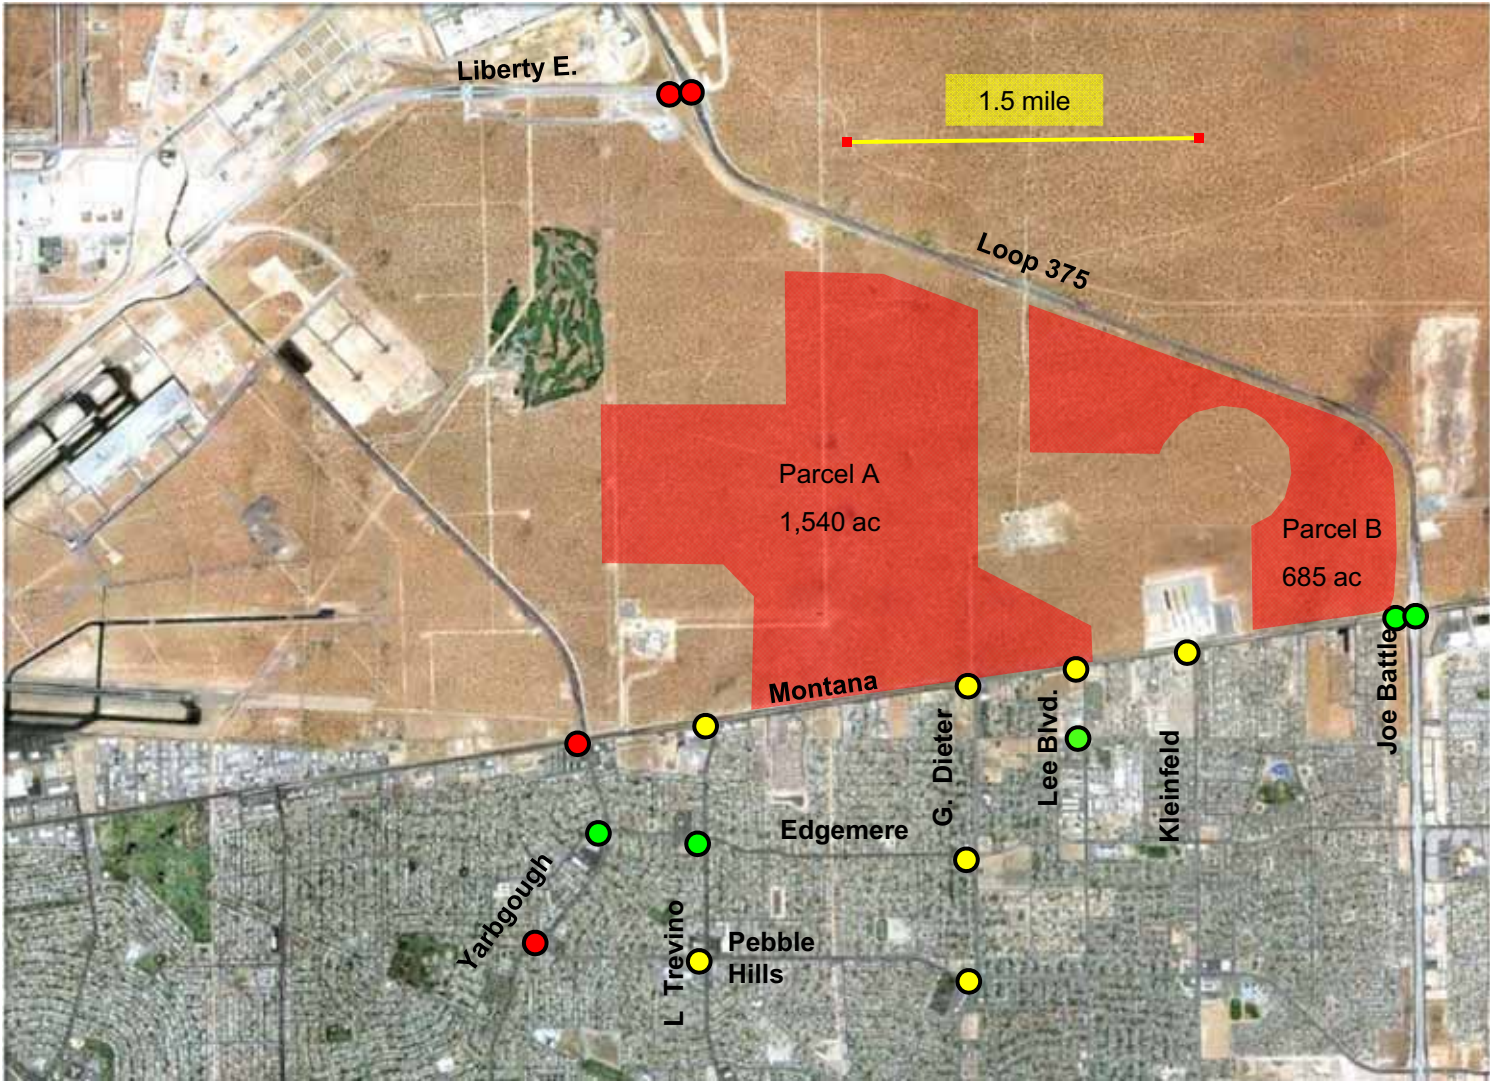 Liberty E.
1.5 mile
Loop 375
Parcel A
1,540 ac
Parcel B
685 ac
Montana
Joe Battle
G. Dieter
Lee Blvd.
Kleinfeld
Edgemere
Yarbgough
L Trevino
Pebble
Hills